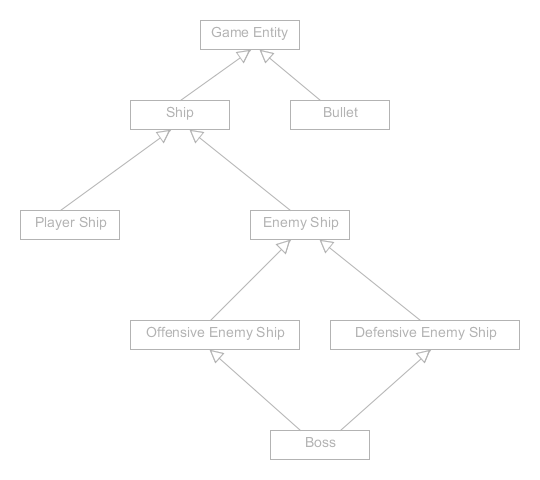 Game Entity
Ship
Bullet
Player Ship
Enemy Ship
Offensive Enemy Ship
Defensive Enemy Ship
Boss